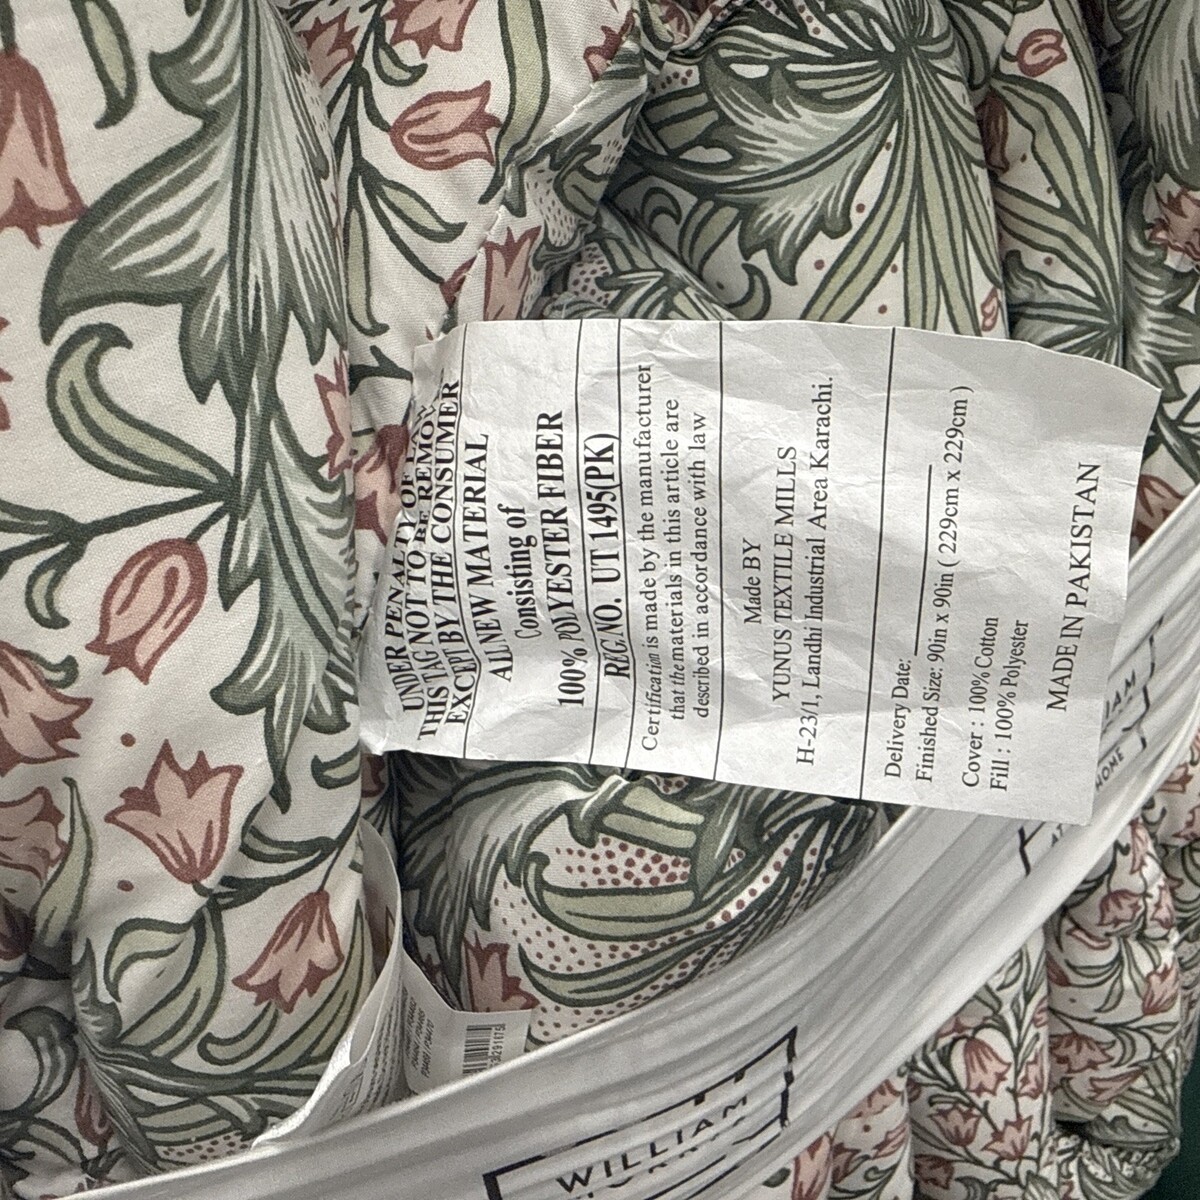 UNDER PENALTY OF LAW
THIS TAG NOT TO BE REMOVED
EXCEPT BY THE CONSUMER
ALL NEW MATERIAL
Consisting of
100% POLYESTER FIBER
REG NO. UT 1495(PK)
Certification is made by the manufacturer
that the materials in this article are
described in accordance with law
Made BY
YUNUS TEXTILE MILLS
H-23/1, Landhi Industrial Area Karachi.
Delivery Date:
Finished Size: 90in x 90in ( 229cm x 229cm )
Cover : 100% Cotton
Fill : 100% Polyester
MADE IN PAKISTAN
WILLIAM
IAM
HOME
AT